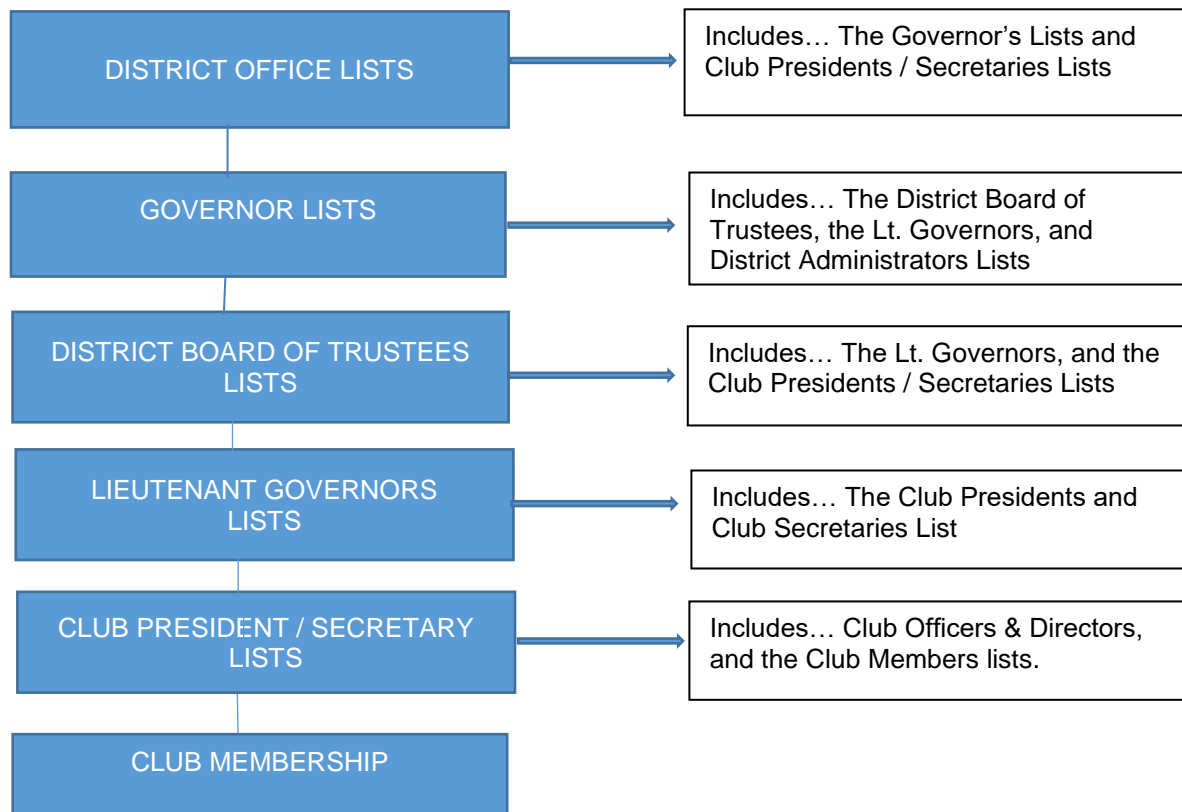 DISTRICT OFFICE LISTS
Includes… The Governor’s Lists and
Club Presidents / Secretaries Lists
GOVERNOR LISTS
Includes… The District Board of
Trustees, the Lt. Governors, and
District Administrators Lists
DISTRICT BOARD OF TRUSTEES
LISTS
Includes… The Lt. Governors, and the
Club Presidents / Secretaries Lists
LIEUTENANT GOVERNORS
LISTS
Includes… The Club Presidents and
Club Secretaries List
CLUB PRESIDENT / SECRETARY
LISTS
Includes… Club Officers & Directors,
and the Club Members lists.
CLUB MEMBERSHIP